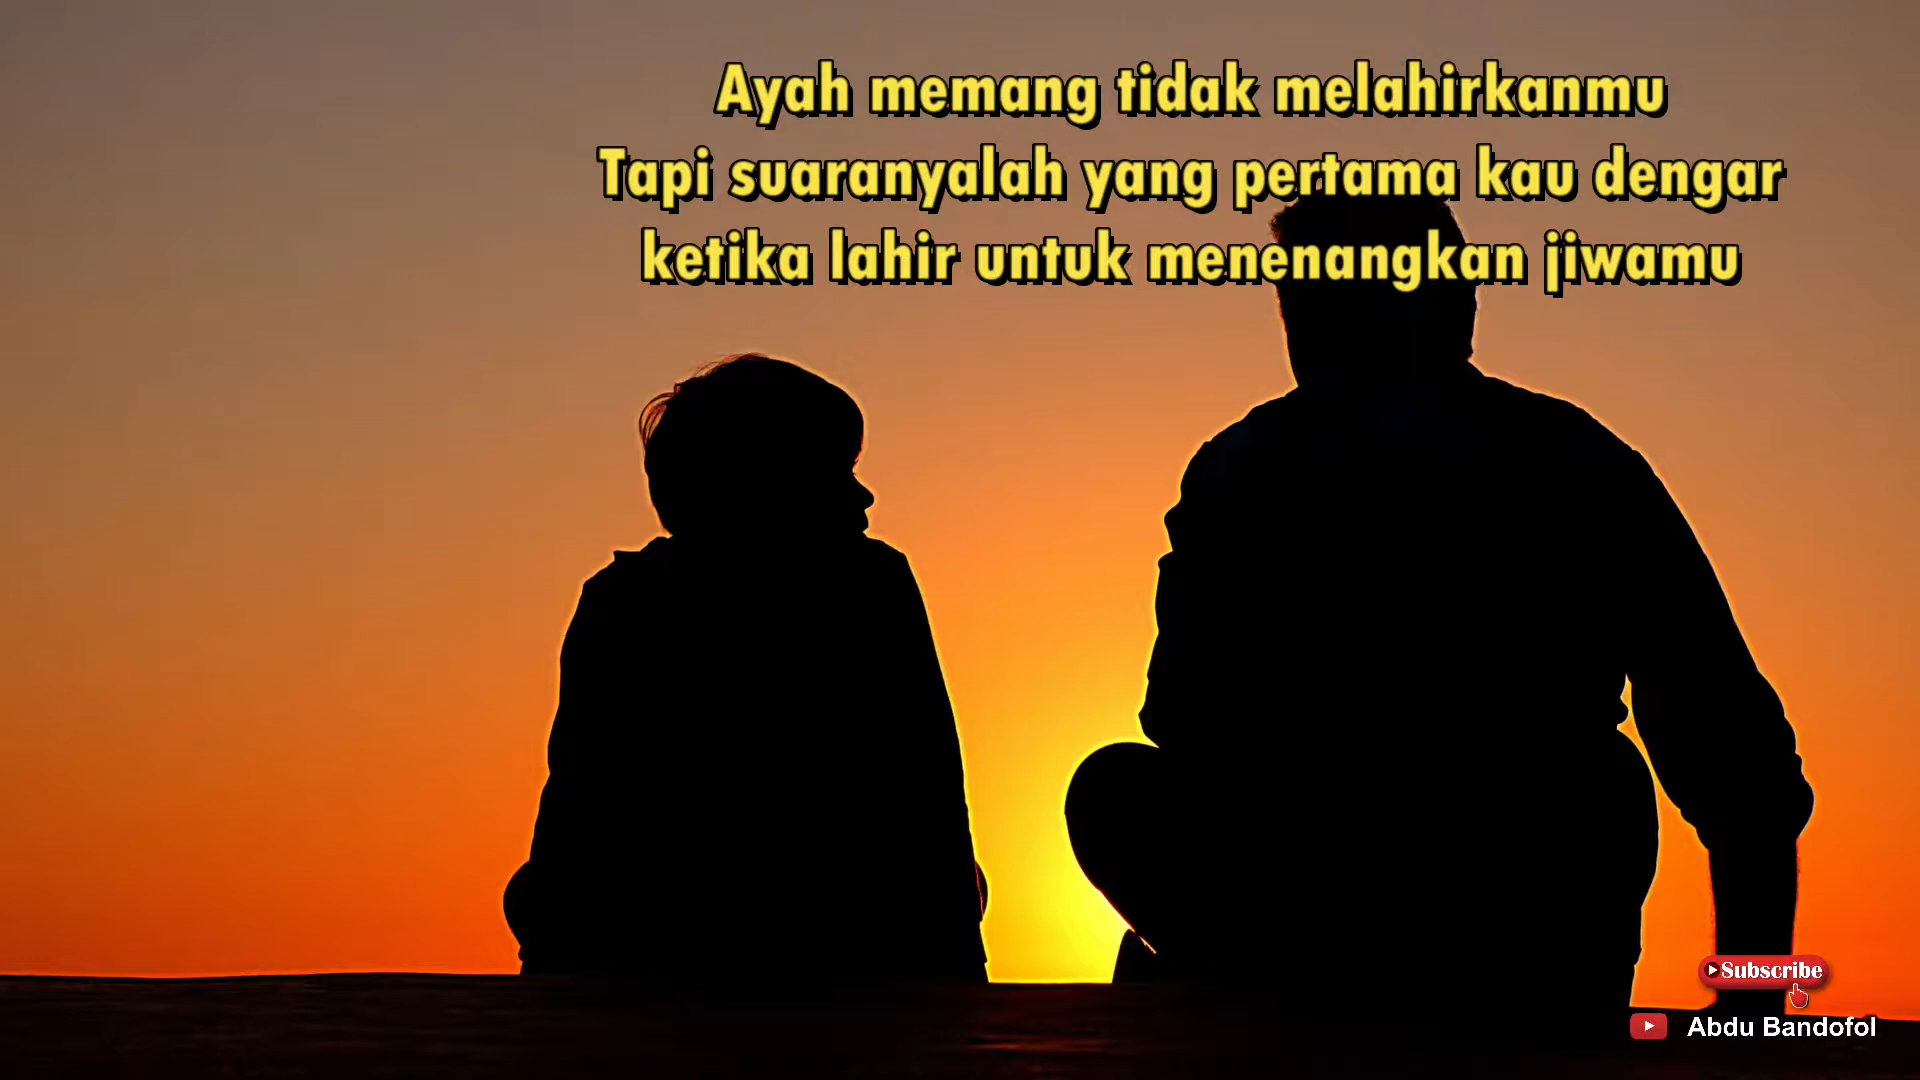 Ayah memang tidak melahirkanmu
Tapi suaranyalah yang pertama kau dengar
ketika lahir untuk menenangkan jiwamu
Subscribe
Abdu Bandofol